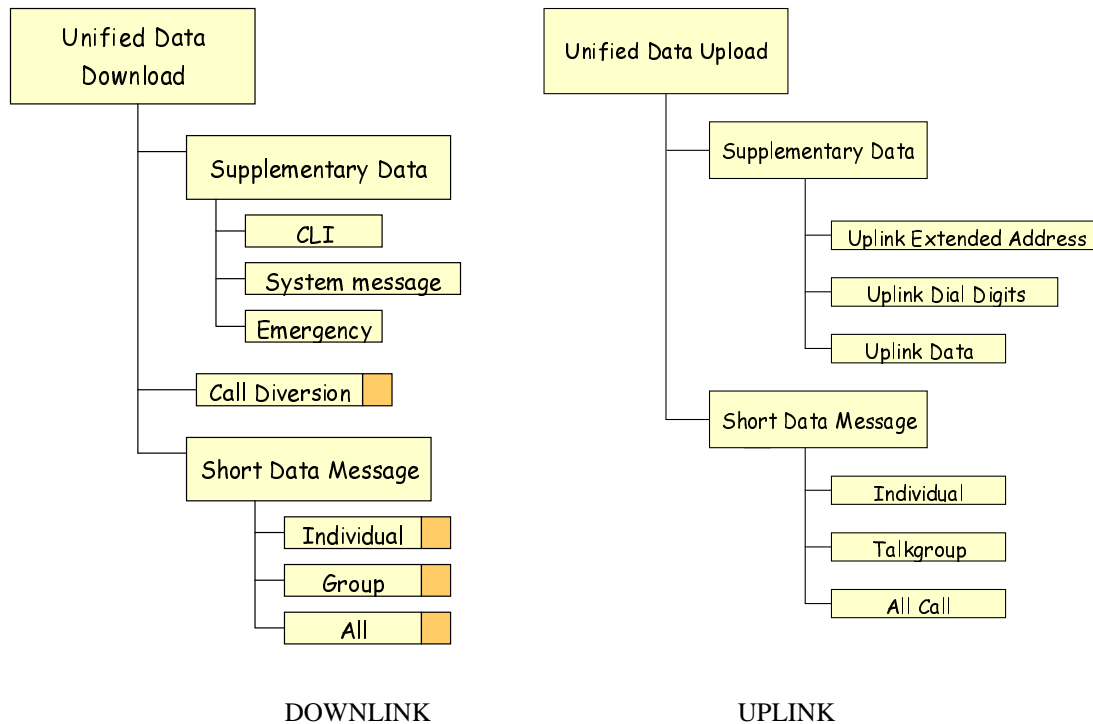 Unified Data
Download
Supplementary Data
CLI
System message
Emergency
Call Diversion
Short Data Message
Individual
Group
All
DOWNLINK
Unified Data Upload
Supplementary Data
Uplink Extended Address
Uplink Dial Digits
Uplink Data
Short Data Message
Individual
Talkgroup
All Call
UPLINK